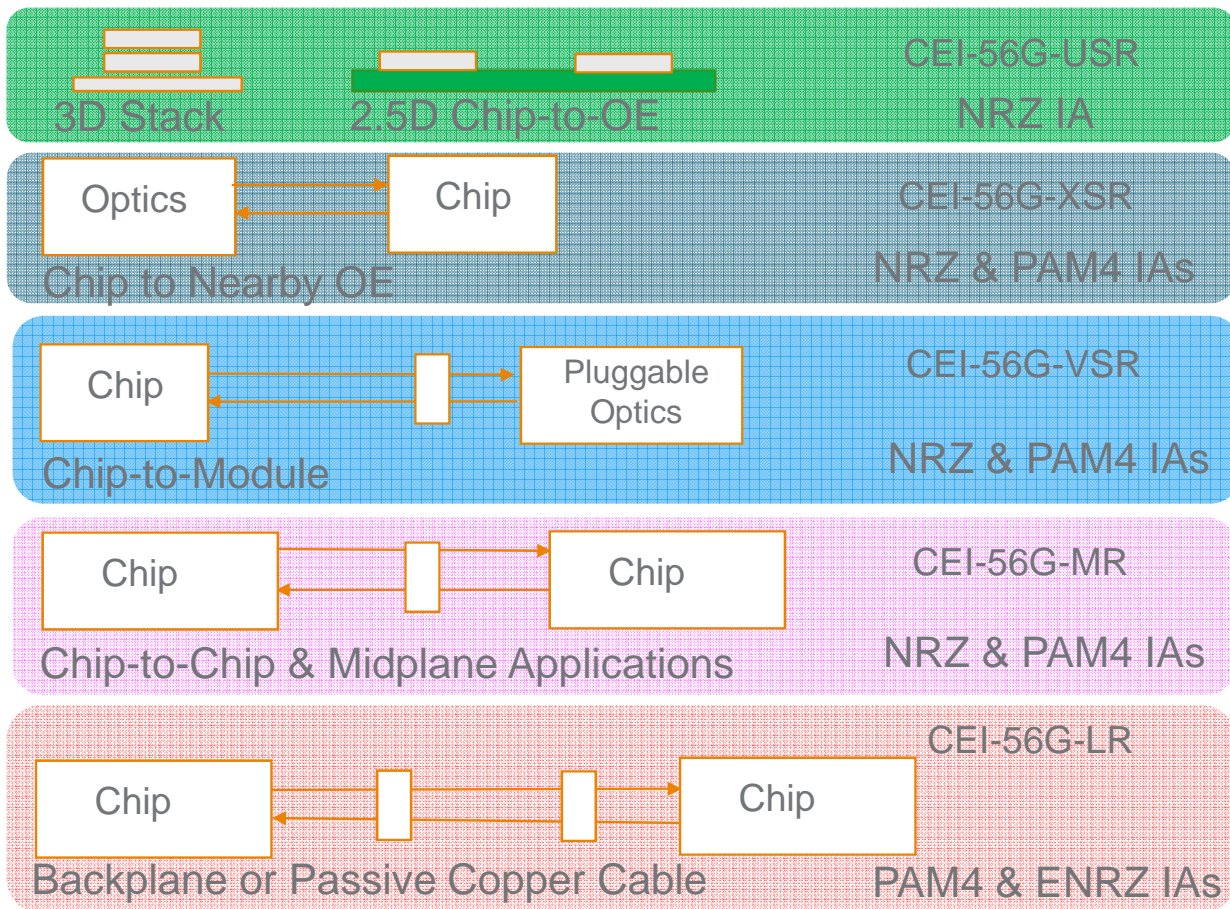 CEI-56G-USR
3D Stack
2.5D Chip-to-OE
NRZ IA
Optics
Chip
CEI-56G-XSR
Chip to Nearby OE
NRZ & PAM4 IAs
Chip
Pluggable
Optics
CEI-56G-VSR
Chip-to-Module
NRZ & PAM4 IAs
Chip
Chip
CEI-56G-MR
Chip-to-Chip & Midplane Applications
NRZ & PAM4 IAs
CEI-56G-LR
Chip
Chip
Backplane or Passive Copper Cable
PAM4 & ENRZ IAs